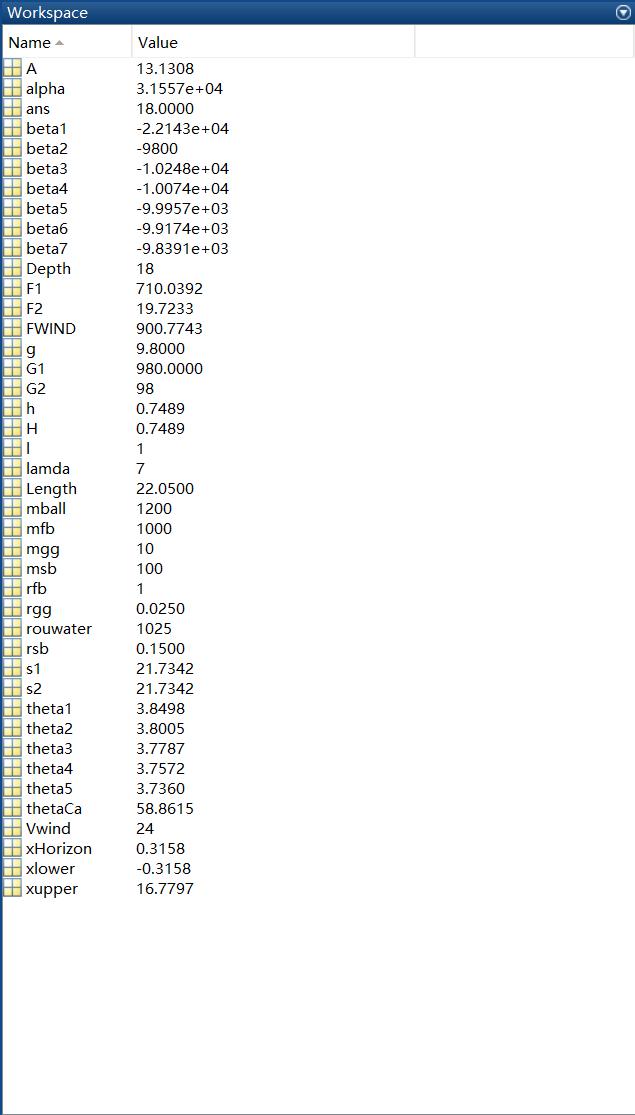 Workspace
Name Value
A 13.1308
alpha 3.1557e+04
ans 18.0000
beta1 -2.2143e+04
beta2 -9800
beta3 -1.0248e+04
beta4 -1.0074e+04
beta5 -9.9957e+03
beta6 -9.9174e+03
beta7 -9.8391e+03
Depth 18
F1 710.0392
F2 19.7233
FWIND 900.7743
g 9.8000
G1 980.0000
G2 98
h 0.7489
H 0.7489
l 1
lamda 7
Length 22.0500
mball 1200
mfb 1000
mgg 10
msb 100
rfb 1
rgg 0.0250
rouwater 1025
rsb 0.1500
s1 21.7342
s2 21.7342
theta1 3.8498
theta2 3.8005
theta3 3.7787
theta4 3.7572
theta5 3.7360
thetaCa 58.8615
Vwind 24
xHorizon 0.3158
xlower -0.3158
xupper 16.7797